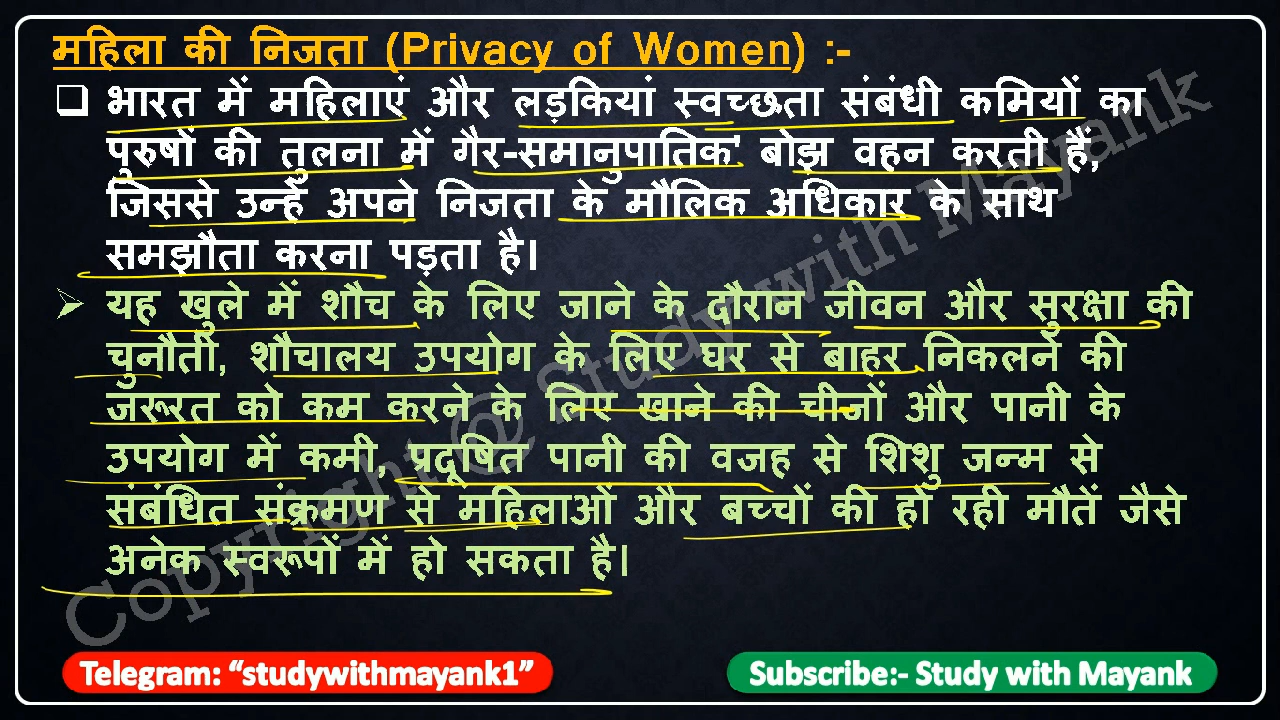 महिला की निजता (Privacy of Women) :-
❑ भारत में महिलाएं और लड़कियां स्वच्छता संबंधी कमियों का
पुरुषों की तुलना में गैर-समानुपातिक' बोझ वहन करती हैं,
जिससे उन्हें अपने निजता के मौलिक अधिकार के साथ
समझौता करना पड़ता है।
➢ यह खुले में शौच के लिए जाने के दौरान जीवन और सुरक्षा की
चुनौती, शौचालय उपयोग के लिए घर से बाहर निकलने की
जरूरत को कम करने के लिए खाने की चीजों और पानी के
उपयोग में कमी, प्रदूषित पानी की वजह से शिशु जन्म से
संबंधित संक्रमण से महिलाओं और बच्चों की हो रही मौतें जैसे
अनेक स्वरूपों में हो सकता है।
Copyright @ Study with Mayank
Telegram: “studywithmayank1”
Subscribe:- Study with Mayank